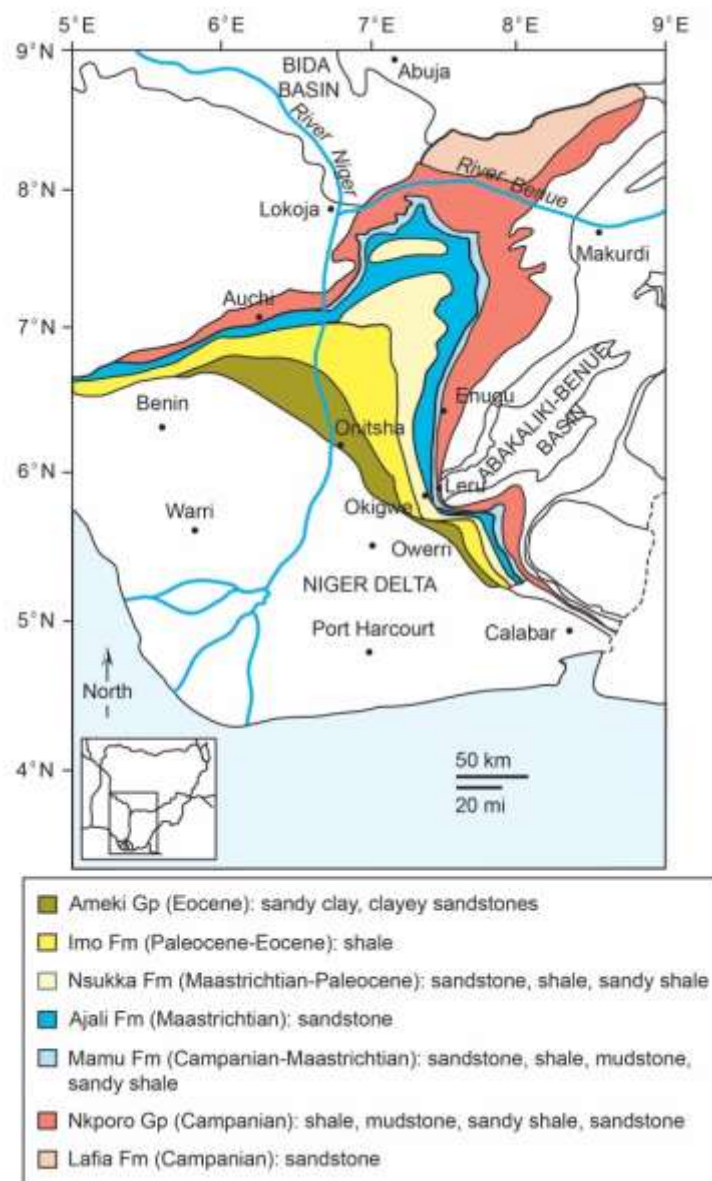 5°E 6°E 7°E 8°E 9°E
9°N
BIDA
BASIN
Abuja
River Niger
River Benue
8°N
Lokoja
Makurdi
Auchi
7°N
Benin
Enugu
ABAKALIKI-BENUE
BASIN
Onitsha
6°N
Leru
Warri
Okigwe
Owerri
NIGER DELTA
5°N
Port Harcourt
Calabar
North
4°N
50 km
20 mi
Ameki Gp (Eocene): sandy clay, clayey sandstones
Imo Fm (Paleocene-Eocene): shale
Nsukka Fm (Maastrichtian-Paleocene): sandstone, shale, sandy shale
Ajali Fm (Maastrichtian): sandstone
Mamu Fm (Campanian-Maastrichtian): sandstone, shale, mudstone,
sandy shale
Nkporo Gp (Campanian): shale, mudstone, sandy shale, sandstone
Lafia Fm (Campanian): sandstone